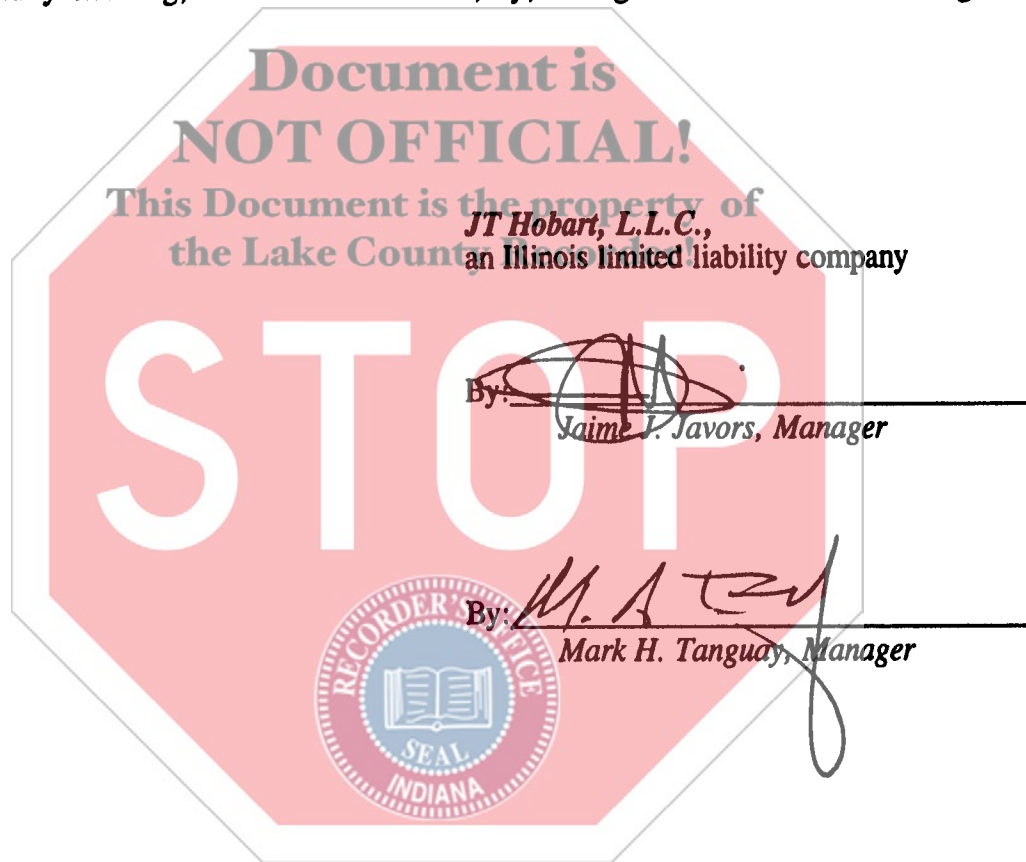 Document is
NOT OFFICIAL!
This Document is the property of
the Lake County Recorder!
JT Hobart, L.L.C.,
an Illinois limited liability company
STOP
By:
Jaime J. Javors, Manager
By:
Mark H. Tanguay, Manager
RECORDER'S OFFICE
SEAL
INDIANA